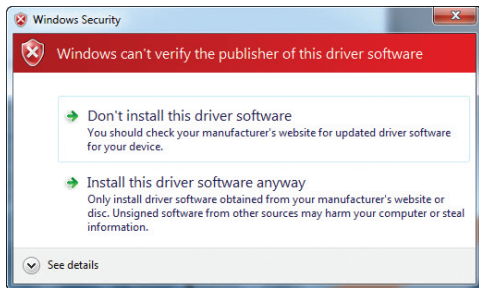 Windows Security
Windows can't verify the publisher of this driver software
Don't install this driver software
You should check your manufacturer's website for updated driver software
for your device.
Install this driver software anyway
Only install driver software obtained from your manufacturer's website or
disc. Unsigned software from other sources may harm your computer or steal
information.
See details